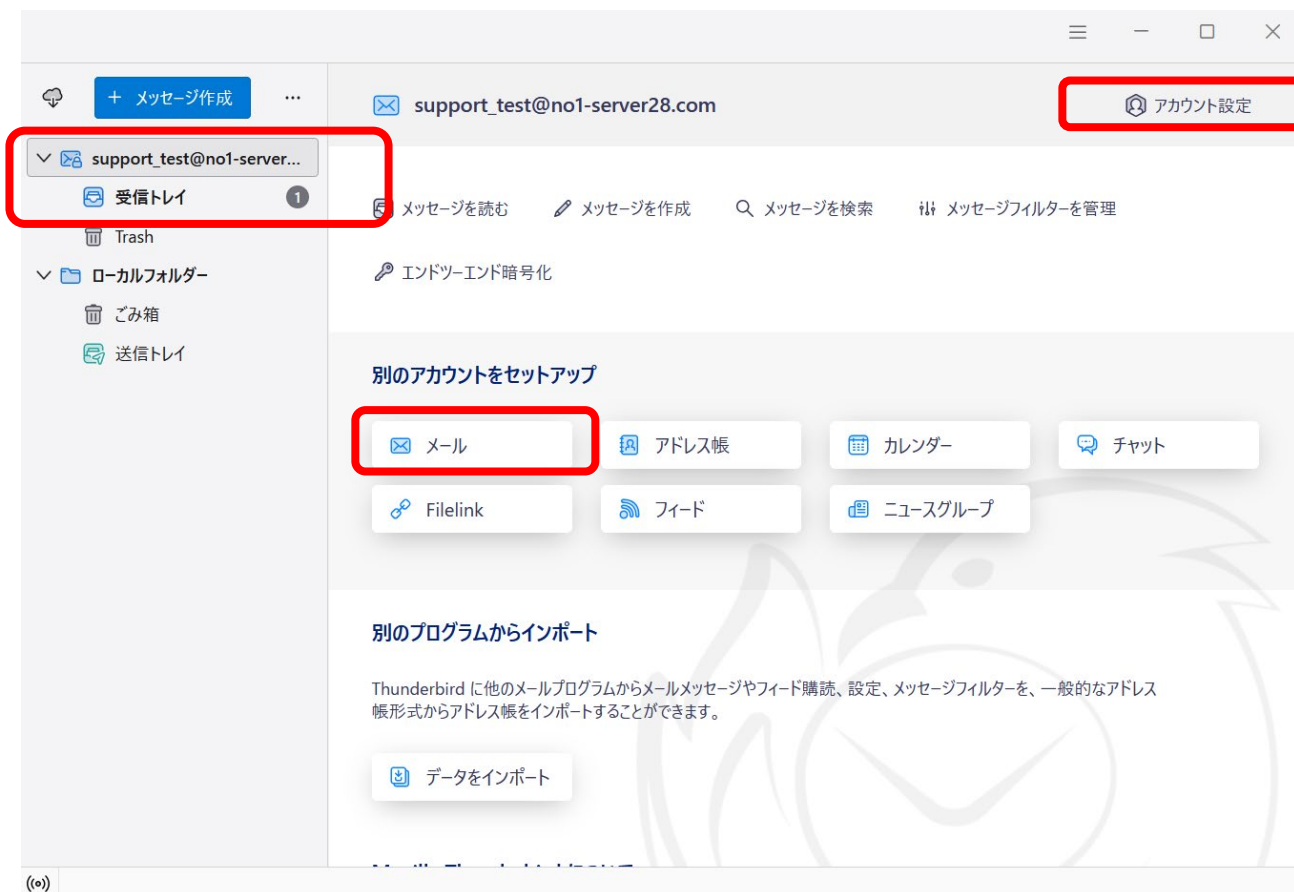 + メッセージ作成
support_test@no1-server28.com
アカウント設定
support_test@no1-server...
受信トレイ 1
Trash
ローカルフォルダー
ごみ箱
送信トレイ
メッセージを読む メッセージを作成 メッセージを検索 メッセージフィルターを管理
エンドツーエンド暗号化
別のアカウントをセットアップ
メール アドレス帳 カレンダー チャット
Filelink フィード ニュースグループ
別のプログラムからインポート
Thunderbird に他のメールプログラムからメールメッセージやフィード購読、設定、メッセージフィルターを、一般的なアドレス
帳形式からアドレス帳をインポートすることができます。
データをインポート